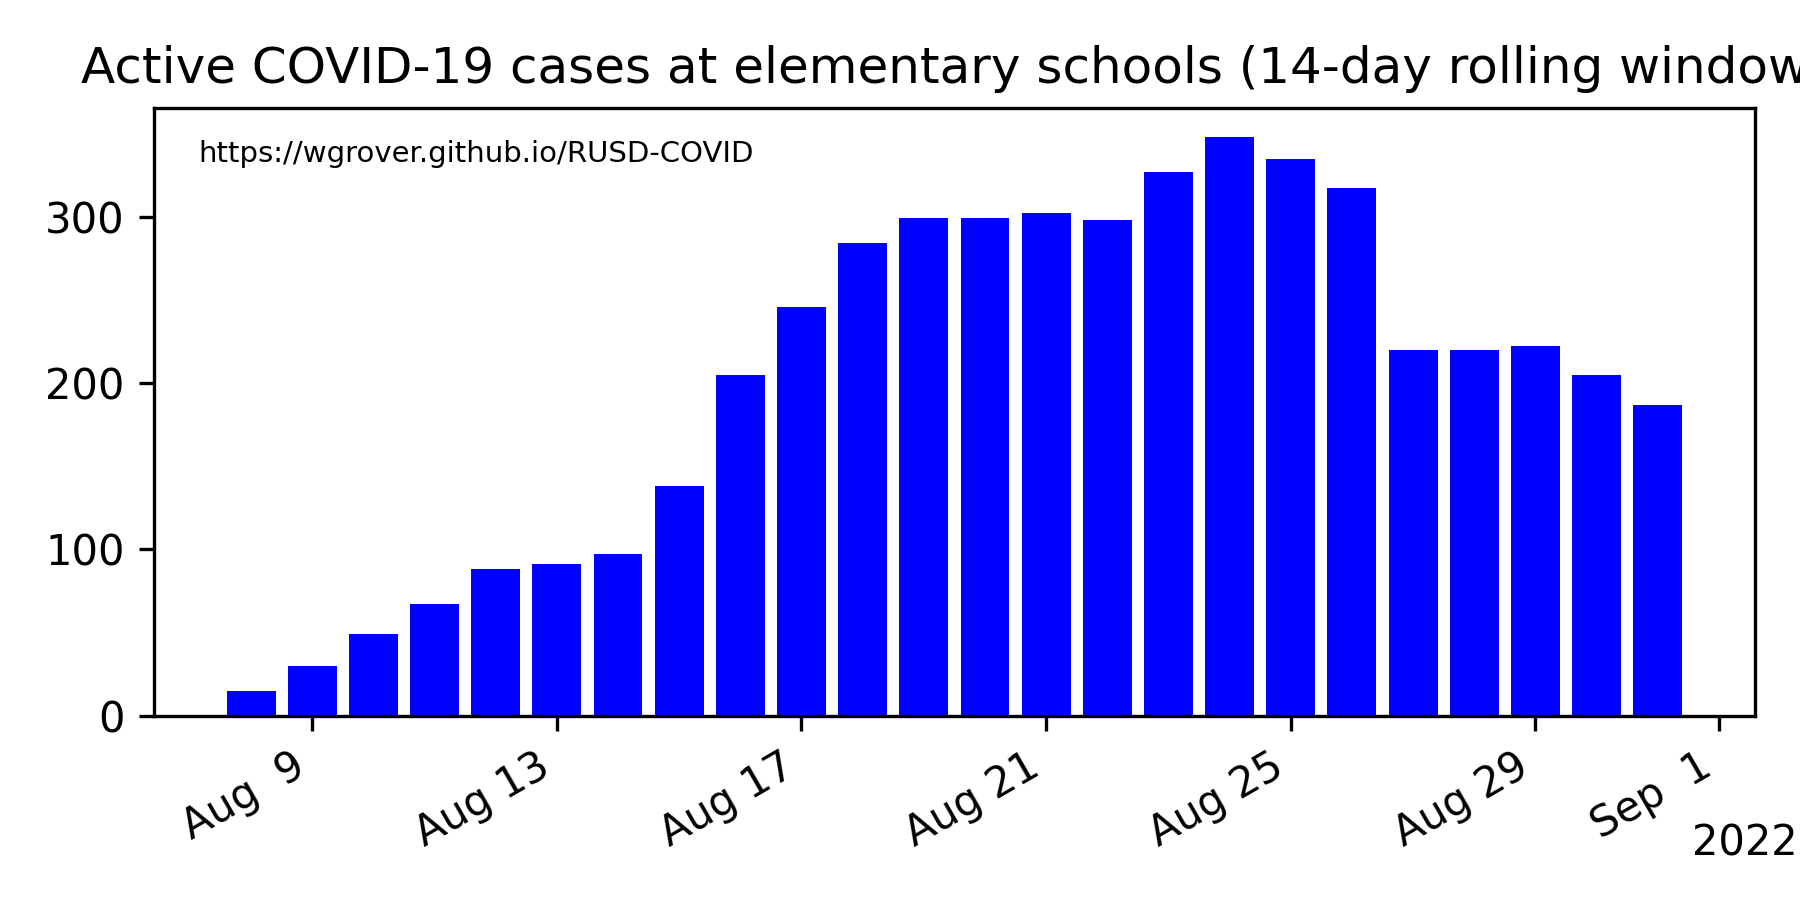 Active COVID-19 cases at elementary schools (14-day rolling window
https://wgrover.github.io/RUSD-COVID
300
200
100
0
Aug 9
Aug 13
Aug 17
Aug 21
Aug 25
Aug 29
Sep 1
2022